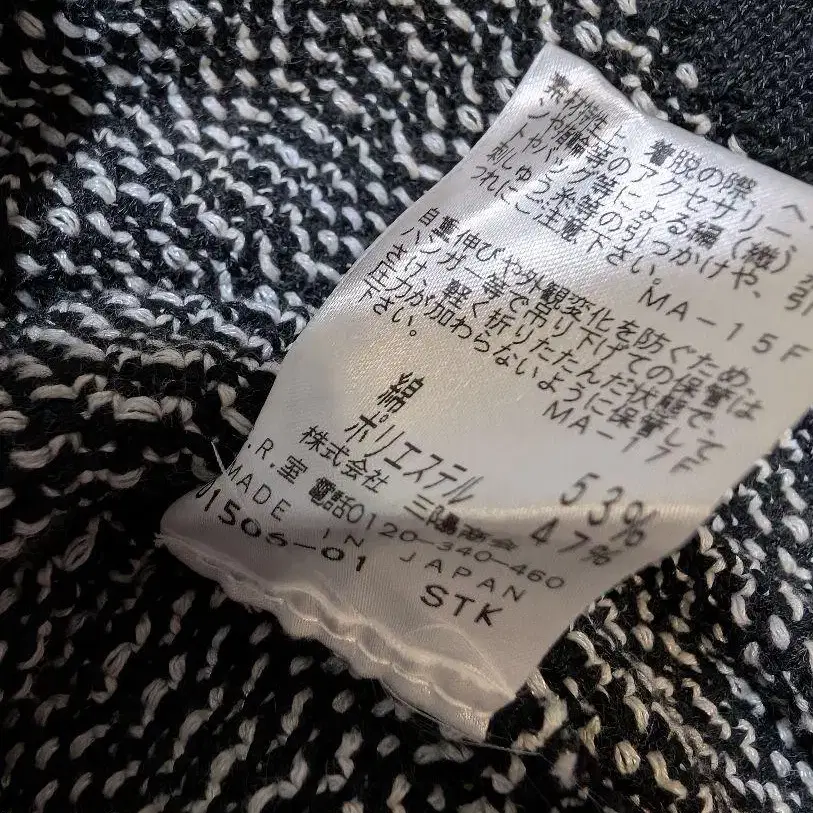 素材特性上、着脱の際、ヘ
ンや指輪等のアクセサリー、
トやバッグ等による編(織)
刺しゅう糸等の引っかけや、引
つれにご注意下さい。MA-15F
自重伸びや外観変化を防ぐため、
ハンガー等で吊り下げての保管は
さけ、軽く折りたたんだ状態で、
圧力が加わらないように保管して
下さい。 MA-17F
綿 53%
ポリエステル 47%
株式会社 三陽商会
.R.室 電話0120-340-460
MADE IN JAPAN
01506-01 STK